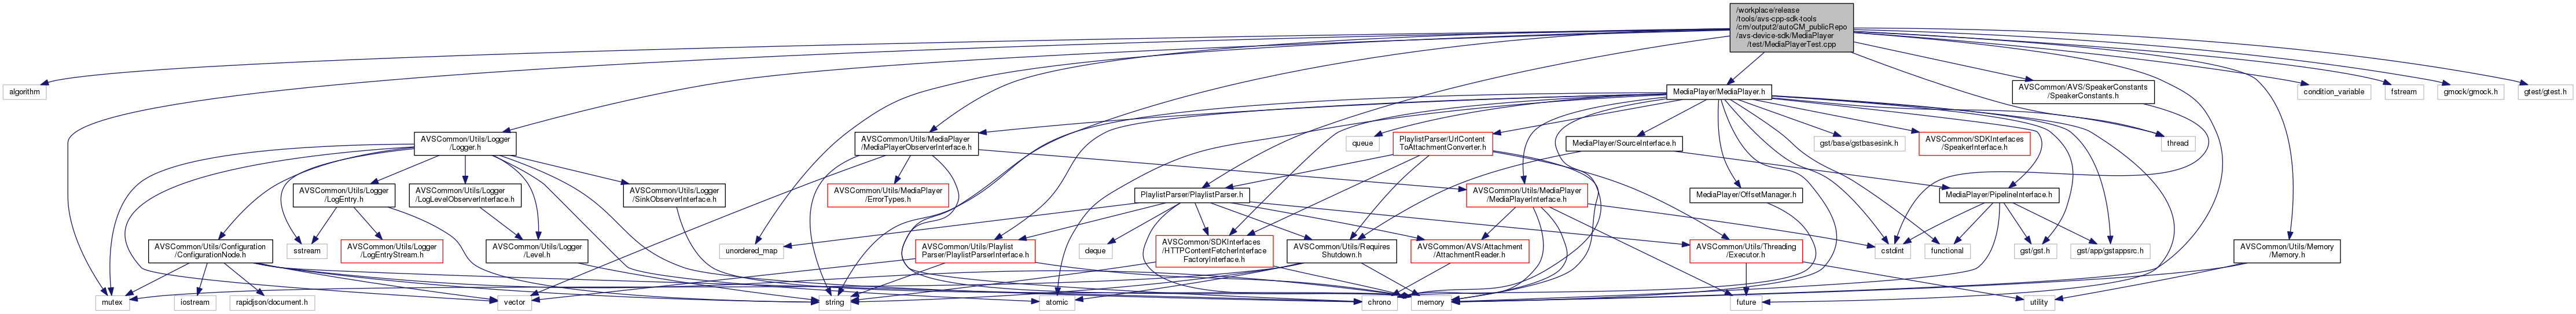 /workplace/release
/tools/avs-cpp-sdk-tools
/cm/output2/autoCM_publicRepo
/avs-device-sdk/MediaPlayer
/test/MediaPlayerTest.cpp
algorithm
MediaPlayer/MediaPlayer.h
AVSCommon/AVS/SpeakerConstants
/SpeakerConstants.h
condition_variable
fstream
gmock/gmock.h
gtest/gtest.h
AVSCommon/Utils/Logger
/Logger.h
AVSCommon/Utils/MediaPlayer
/MediaPlayerObserverInterface.h
queue
PlaylistParser/UrlContent
ToAttachmentConverter.h
MediaPlayer/SourceInterface.h
gst/base/gstbasesink.h
AVSCommon/SDKInterfaces
/SpeakerInterface.h
thread
AVSCommon/Utils/Logger
/LogEntry.h
AVSCommon/Utils/Logger
/LogLevelObserverInterface.h
AVSCommon/Utils/Logger
/SinkObserverInterface.h
AVSCommon/Utils/MediaPlayer
/ErrorTypes.h
PlaylistParser/PlaylistParser.h
AVSCommon/Utils/MediaPlayer
/MediaPlayerInterface.h
MediaPlayer/OffsetManager.h
MediaPlayer/PipelineInterface.h
AVSCommon/Utils/Configuration
/ConfigurationNode.h
sstream
AVSCommon/Utils/Logger
/LogEntryStream.h
AVSCommon/Utils/Logger
/Level.h
unordered_map
AVSCommon/Utils/Playlist
Parser/PlaylistParserInterface.h
deque
AVSCommon/SDKInterfaces
/HTTPContentFetcherInterface
FactoryInterface.h
AVSCommon/Utils/Requires
Shutdown.h
AVSCommon/AVS/Attachment
/AttachmentReader.h
AVSCommon/Utils/Threading
/Executor.h
cstdint
functional
gst/gst.h
gst/app/gstappsrc.h
AVSCommon/Utils/Memory
/Memory.h
mutex
iostream
rapidjson/document.h
vector
string
atomic
chrono
memory
future
utility